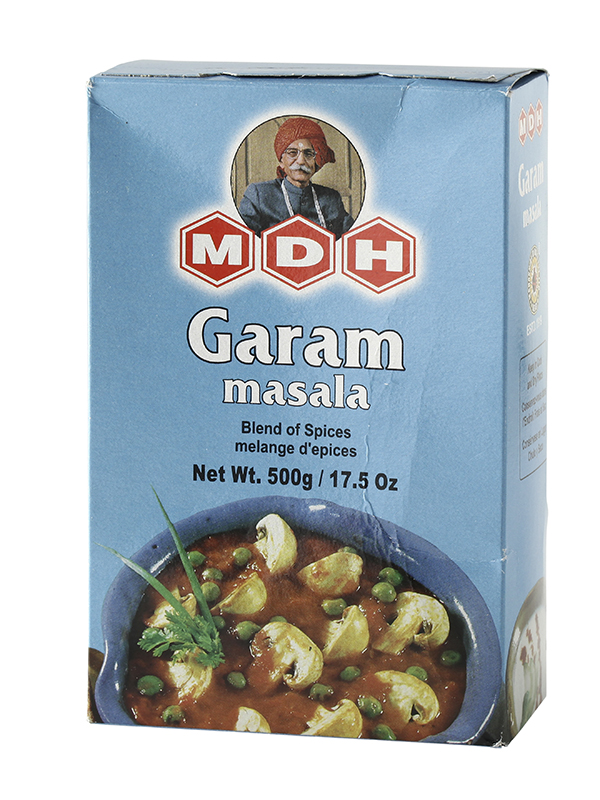 MDH
Garam
masala
Blend of Spices
melange d'epices
Net Wt. 500g / 17.5 Oz
MDH
Garam
masala